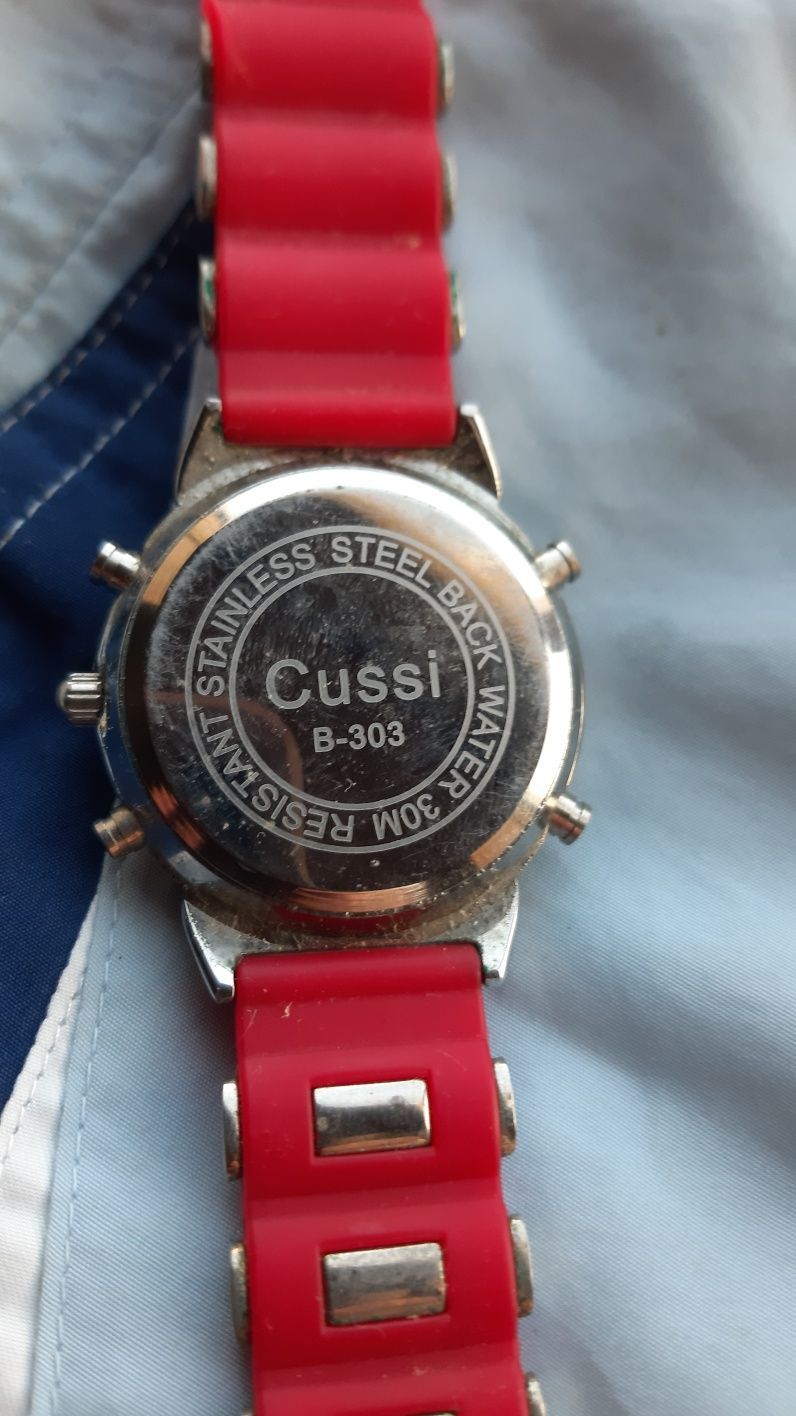 STAINLESS STEEL BACK WATER 30M RESISTANT
Cussi
B-303